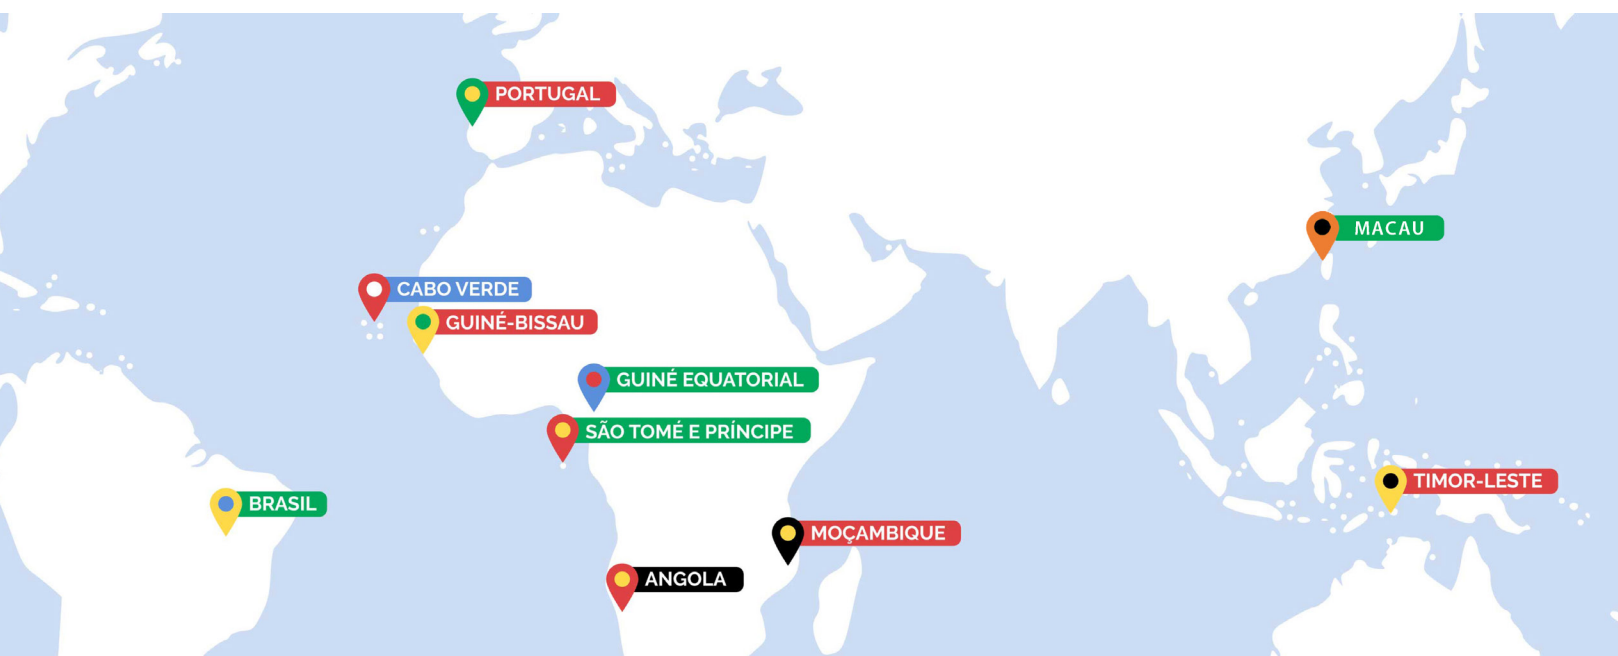 PORTUGAL
MACAU
CABO VERDE
GUINÉ-BISSAU
GUINÉ EQUATORIAL
SÃO TOMÉ E PRÍNCIPE
TIMOR-LESTE
BRASIL
MOÇAMBIQUE
ANGOLA